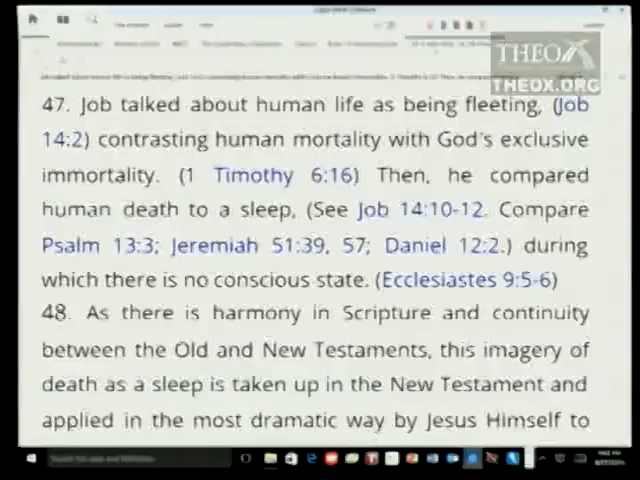 THEOX
THEOX.ORG
47. Job talked about human life as being fleeting, (Job
14:2) contrasting human mortality with God's exclusive
immortality. (1 Timothy 6:16) Then, he compared
human death to a sleep, (See Job 14:10-12. Compare
Psalm 13:3; Jeremiah 51:39, 57; Daniel 12:2.) during
which there is no conscious state. (Ecclesiastes 9:5-6)
48. As there is harmony in Scripture and continuity
between the Old and New Testaments, this imagery of
death as a sleep is taken up in the New Testament and
applied in the most dramatic way by Jesus Himself to